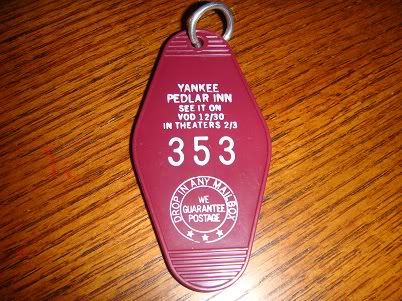 YANKEE
PEDLAR INN
SEE IT ON
VOD 12/30
IN THEATERS 2/3
353
DROP IN ANY MAILBOX
WE
GUARANTEE
POSTAGE